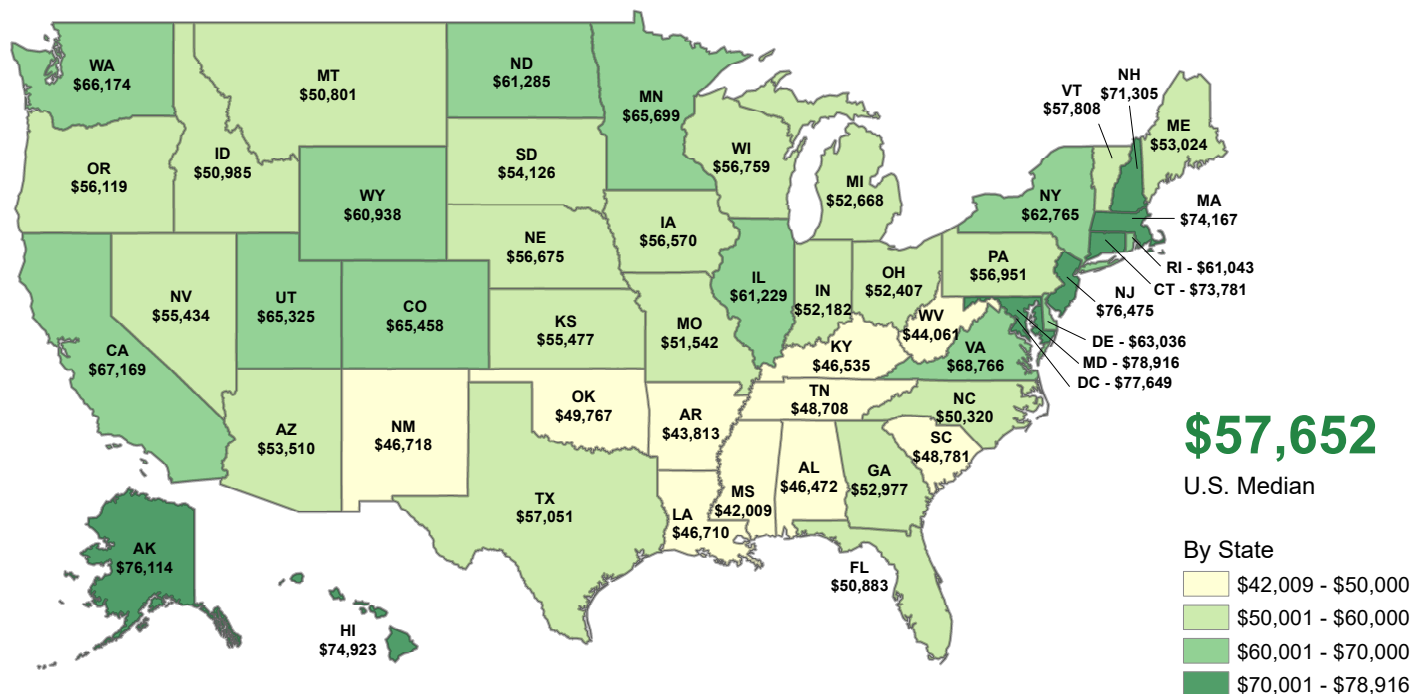 WA
$66,174
MT
$50,801
ND
$61,285
MN
$65,699
VT
$57,808
NH
$71,305
ME
$53,024
OR
$56,119
ID
$50,985
WY
$60,938
SD
$54,126
WI
$56,759
MI
$52,668
NY
$62,765
MA
$74,167
RI - $61,043
CT - $73,781
NJ
$76,475
DE - $63,036
MD - $78,916
DC - $77,649
NV
$55,434
UT
$65,325
CO
$65,458
NE
$56,675
IA
$56,570
IL
$61,229
IN
$52,182
OH
$52,407
PA
$56,951
CA
$67,169
KS
$55,477
MO
$51,542
KY
$46,535
WV
$44,061
VA
$68,766
AZ
$53,510
NM
$46,718
OK
$49,767
AR
$43,813
TN
$48,708
NC
$50,320
SC
$48,781
TX
$57,051
LA
$46,710
MS
$42,009
AL
$46,472
GA
$52,977
FL
$50,883
AK
$76,114
HI
$74,923
$57,652
U.S. Median
By State
$42,009 - $50,000
$50,001 - $60,000
$60,001 - $70,000
$70,001 - $78,916